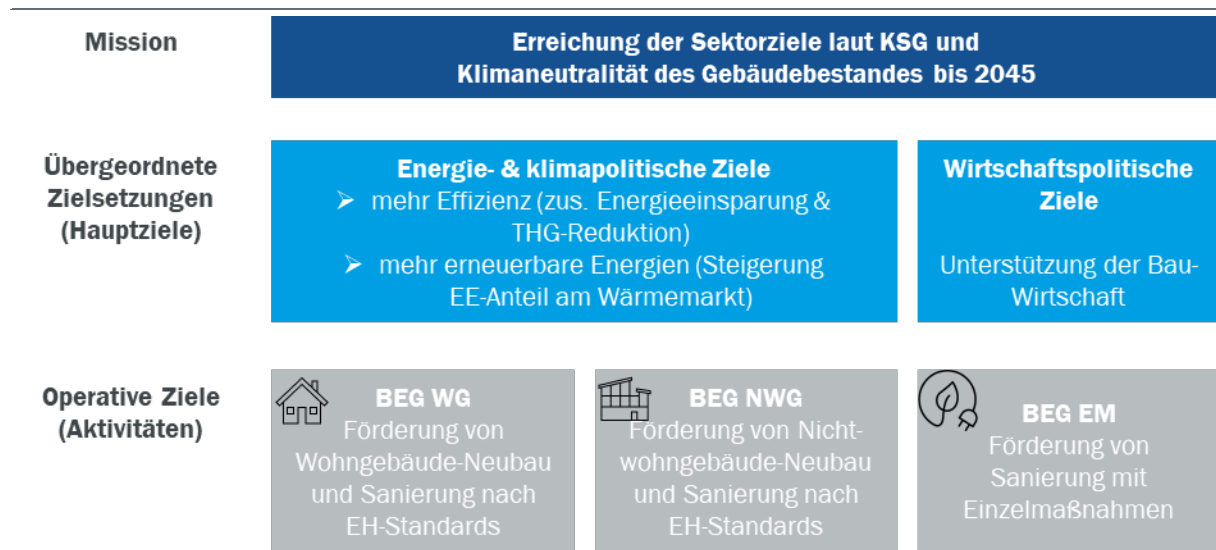 Mission
Erreichung der Sektorziele laut KSG und
Klimaneutralität des Gebäudebestandes bis 2045
Übergeordnete
Zielsetzungen
(Hauptziele)
Energie- & klimapolitische Ziele
➢ mehr Effizienz (zus. Energieeinsparung &
THG-Reduktion)
➢ mehr erneuerbare Energien (Steigerung
EE-Anteil am Wärmemarkt)
Wirtschaftspolitische
Ziele
Unterstützung der Bau-
Wirtschaft
Operative Ziele
(Aktivitäten)
BEG WG
Förderung von
Wohngebäude-Neubau
und Sanierung nach
EH-Standards
BEG NWG
Förderung von Nicht-
wohngebäude-Neubau
und Sanierung nach
EH-Standards
BEG EM
Förderung von
Sanierung mit
Einzelmaßnahmen